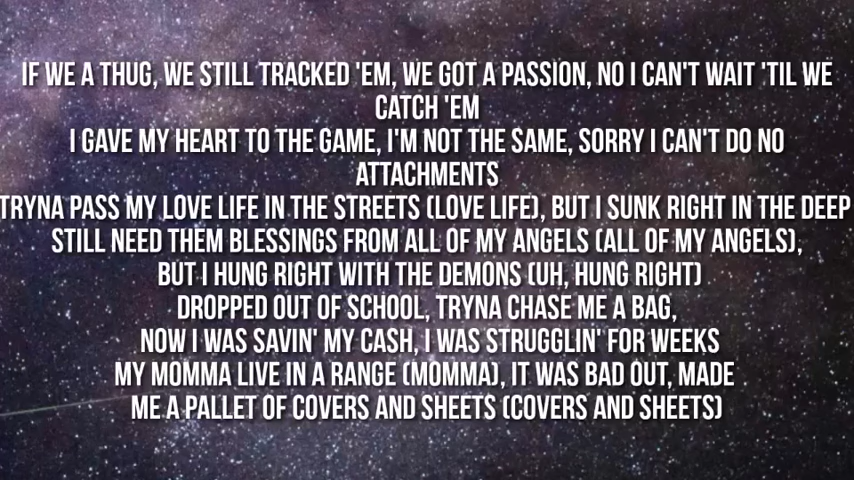 IF WE A THUG, WE STILL TRACKED 'EM, WE GOT A PASSION, NO I CAN'T WAIT 'TIL WE
CATCH 'EM
I GAVE MY HEART TO THE GAME, I'M NOT THE SAME, SORRY I CAN'T DO NO
ATTACHMENTS
TRYNA PASS MY LOVE LIFE IN THE STREETS (LOVE LIFE), BUT I SUNK RIGHT IN THE DEEP
STILL NEED THEM BLESSINGS FROM ALL OF MY ANGELS (ALL OF MY ANGELS),
BUT I HUNG RIGHT WITH THE DEMONS (UH, HUNG RIGHT)
DROPPED OUT OF SCHOOL, TRYNA CHASE ME A BAG,
NOW I WAS SAVIN' MY CASH, I WAS STRUGGLIN' FOR WEEKS
MY MOMMA LIVE IN A RANGE (MOMMA), IT WAS BAD OUT, MADE
ME A PALLET OF COVERS AND SHEETS (COVERS AND SHEETS)